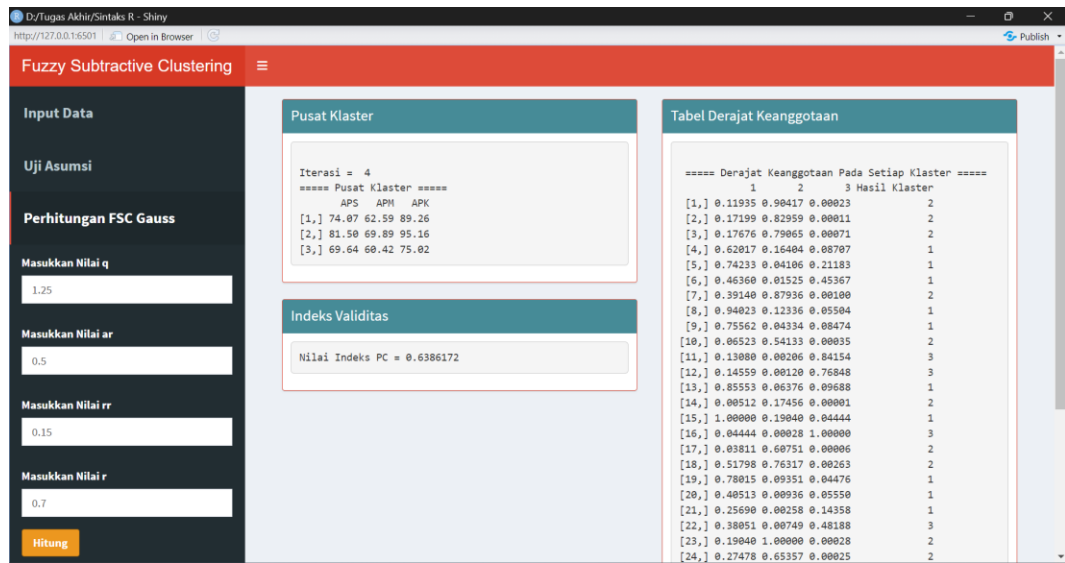 D:/Tugas Akhir/Sintaks R - Shiny
http://127.0.0.1:6501 Open in Browser
Publish
Fuzzy Subtractive Clustering
Input Data
Uji Asumsi
Perhitungan FSC Gauss
Masukkan Nilai q
1.25
Masukkan Nilai ar
0.5
Masukkan Nilai rr
0.15
Masukkan Nilai r
0.7
Hitung
Pusat Klaster
Iterasi = 4
===== Pusat Klaster =====
APS APM APK
[1,] 74.07 62.59 89.26
[2,] 81.50 69.89 95.16
[3,] 69.64 60.42 75.02
Indeks Validitas
Nilai Indeks PC = 0.6386172
Tabel Derajat Keanggotaan
===== Derajat Keanggotaan Pada Setiap Klaster =====
1 2 3 Hasil Klaster
[1,] 0.11935 0.90417 0.00023 2
[2,] 0.17199 0.82959 0.00011 2
[3,] 0.17676 0.79065 0.00071 2
[4,] 0.62017 0.16404 0.08707 1
[5,] 0.74233 0.04106 0.21183 1
[6,] 0.46360 0.01525 0.45367 1
[7,] 0.39140 0.87936 0.00100 2
[8,] 0.94023 0.12336 0.05504 1
[9,] 0.75562 0.04334 0.08474 1
[10,] 0.06523 0.54133 0.00035 2
[11,] 0.13080 0.00206 0.84154 3
[12,] 0.14559 0.00120 0.76848 3
[13,] 0.85553 0.06376 0.09688 1
[14,] 0.00512 0.17456 0.00001 2
[15,] 1.00000 0.19040 0.04444 1
[16,] 0.04444 0.00028 1.00000 3
[17,] 0.03811 0.60751 0.00006 2
[18,] 0.51798 0.76317 0.00263 2
[19,] 0.78015 0.09351 0.04476 1
[20,] 0.40513 0.00936 0.05550 1
[21,] 0.25690 0.00258 0.14358 1
[22,] 0.38051 0.00749 0.48188 3
[23,] 0.19040 1.00000 0.00028 2
[24,] 0.27478 0.65357 0.00025 2